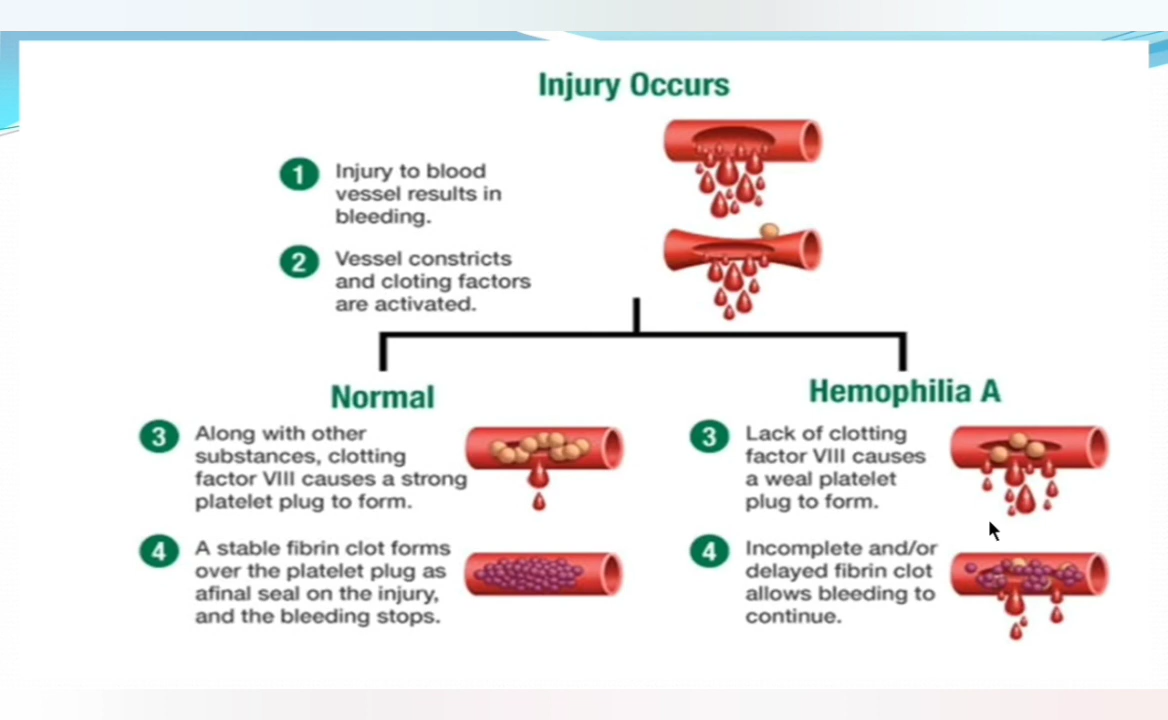 Injury Occurs
1
Injury to blood
vessel results in
bleeding.
2
Vessel constricts
and cloting factors
are activated.
Normal
3
Along with other
substances, clotting
factor VIII causes a strong
platelet plug to form.
4
A stable fibrin clot forms
over the platelet plug as
afinal seal on the injury,
and the bleeding stops.
Hemophilia A
3
Lack of clotting
factor VIII causes
a weal platelet
plug to form.
4
Incomplete and/or
delayed fibrin clot
allows bleeding to
continue.